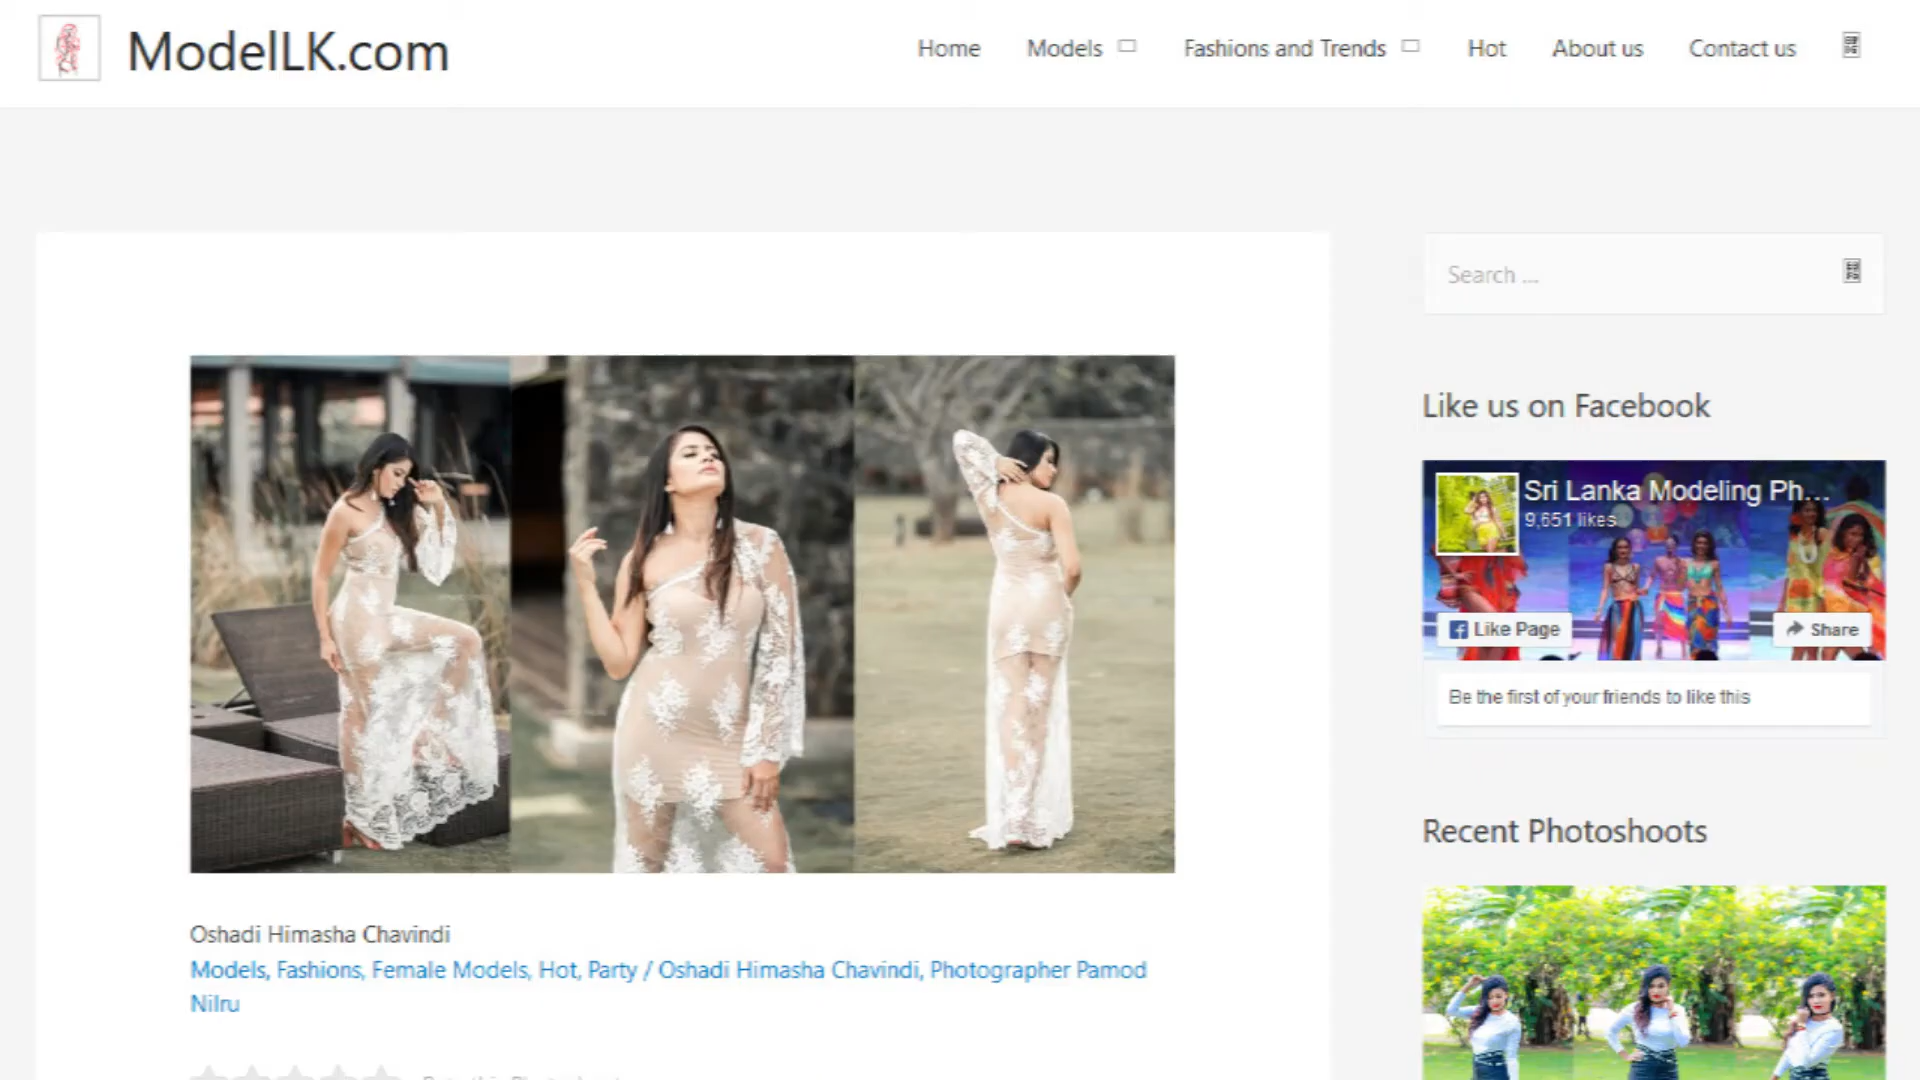 ModelLK.com
Home Models Fashions and Trends Hot About us Contact us
Search ...
Like us on Facebook
Sri Lanka Modeling Ph...
9,651 likes
Like Page Share
Be the first of your friends to like this
Recent Photoshoots
Oshadi Himasha Chavindi
Models, Fashions, Female Models, Hot, Party / Oshadi Himasha Chavindi, Photographer Pamod
Nilru